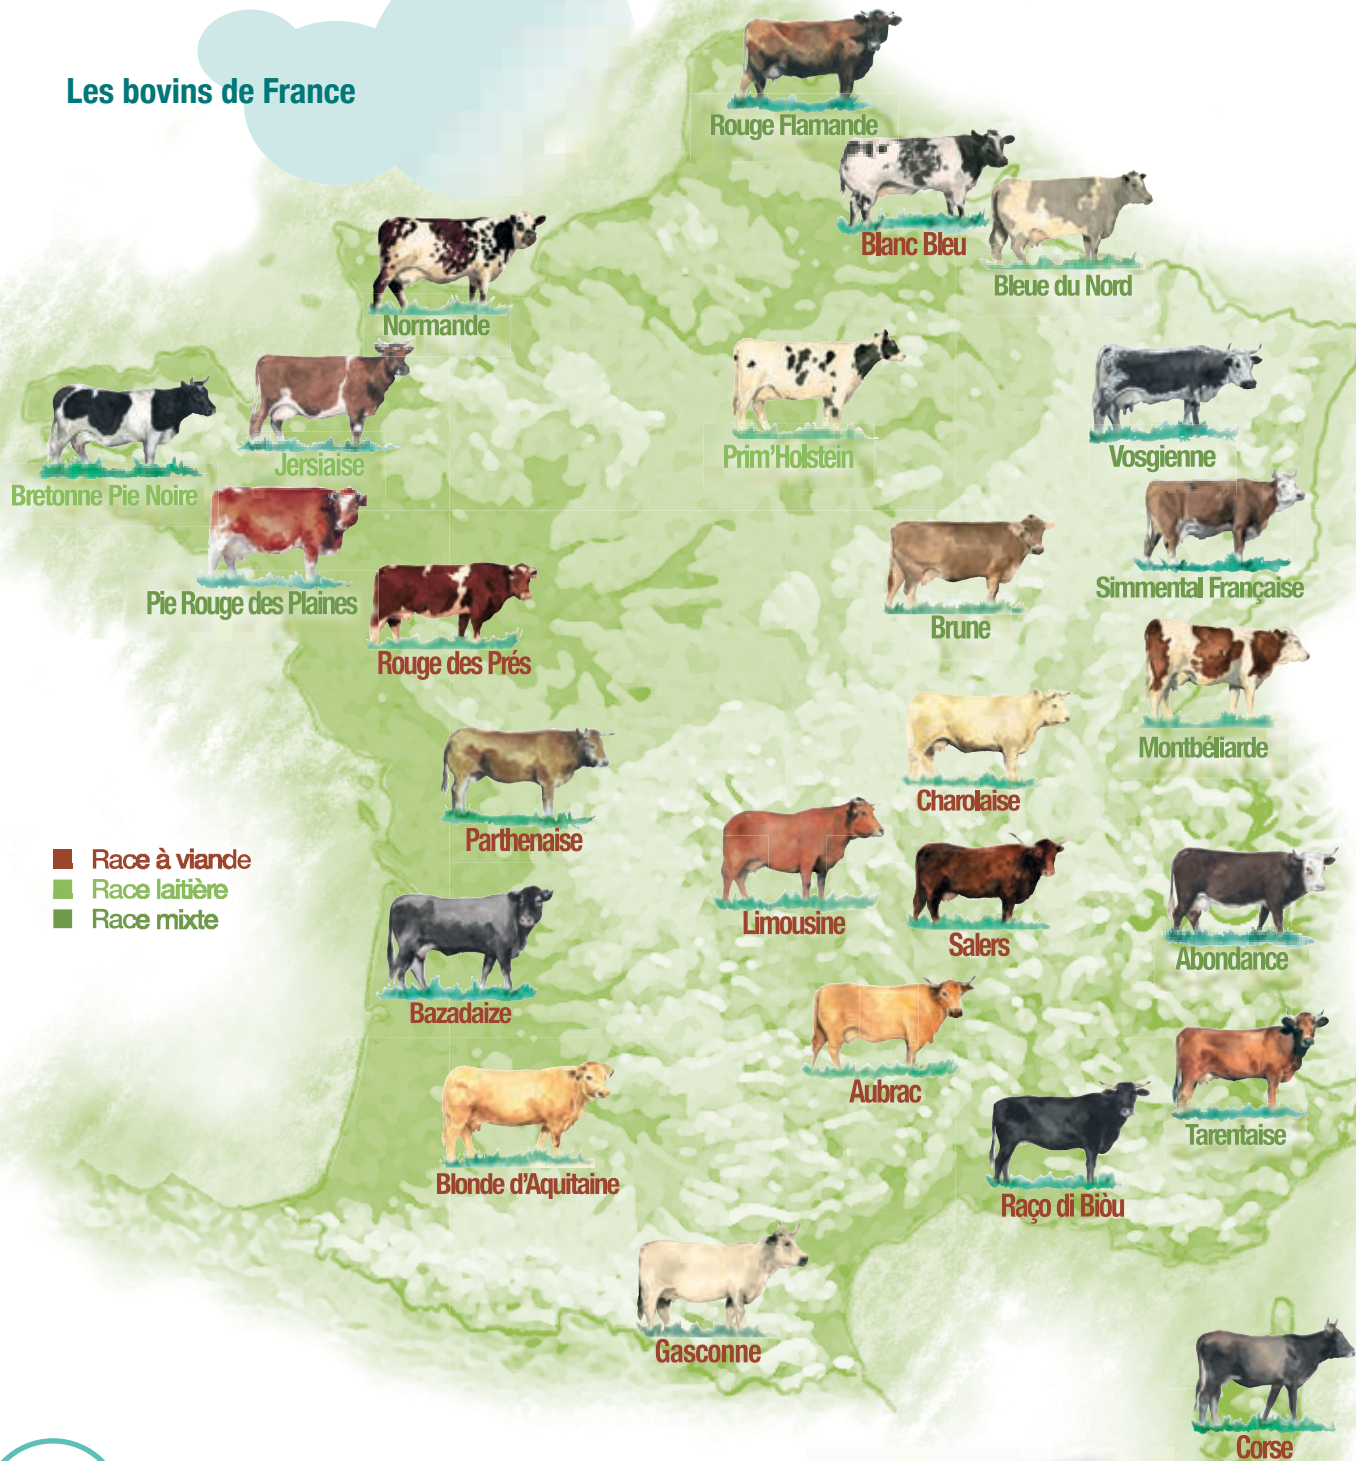 Les bovins de France
Rouge Flamande
Blanc Bleu
Bleue du Nord
Normande
Jersiaise
Prim'Holstein
Vosgienne
Bretonne Pie Noire
Pie Rouge des Plaines
Simmental Française
Brune
Rouge des Prés
Montbéliarde
Charolaise
Parthenaise
Race à viande
Race laitière
Race mixte
Limousine
Salers
Abondance
Bazadaize
Aubrac
Tarentaise
Blonde d'Aquitaine
Raço di Biòu
Gasconne
Corse